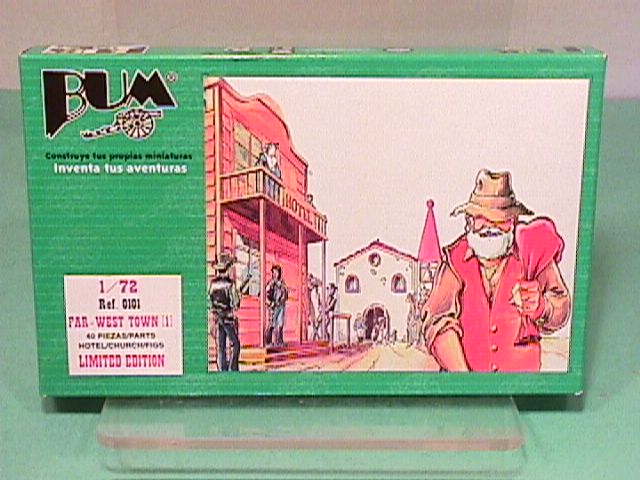 BUM®
Construye tus propias miniaturas
Inventa tus aventuras
HOTEL
1/72
Ref. 0101
FAR-WEST TOWN [1]
40 PIEZAS/PARTS
HOTEL/CHURCH/FIGS
LIMITED EDITION